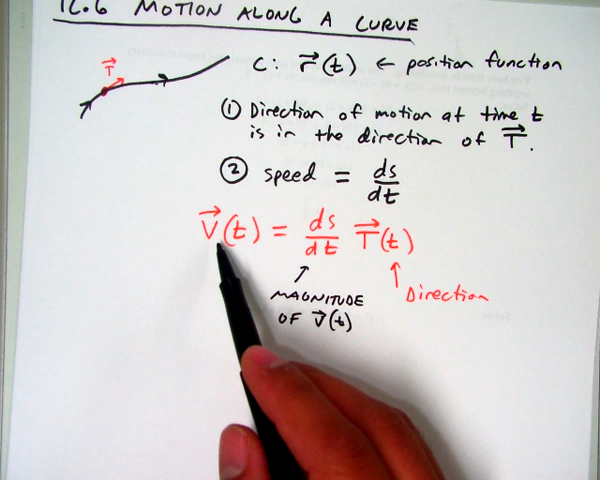 12.6 MOTION ALONG A CURVE
T⃗
C: r⃗(t) ← position function
① Direction of motion at time t
is in the direction of T⃗.
② speed = ds/dt
V⃗(t) = ds/dt T⃗(t)
↑ MAGNITUDE
OF V⃗(t)
↑ Direction